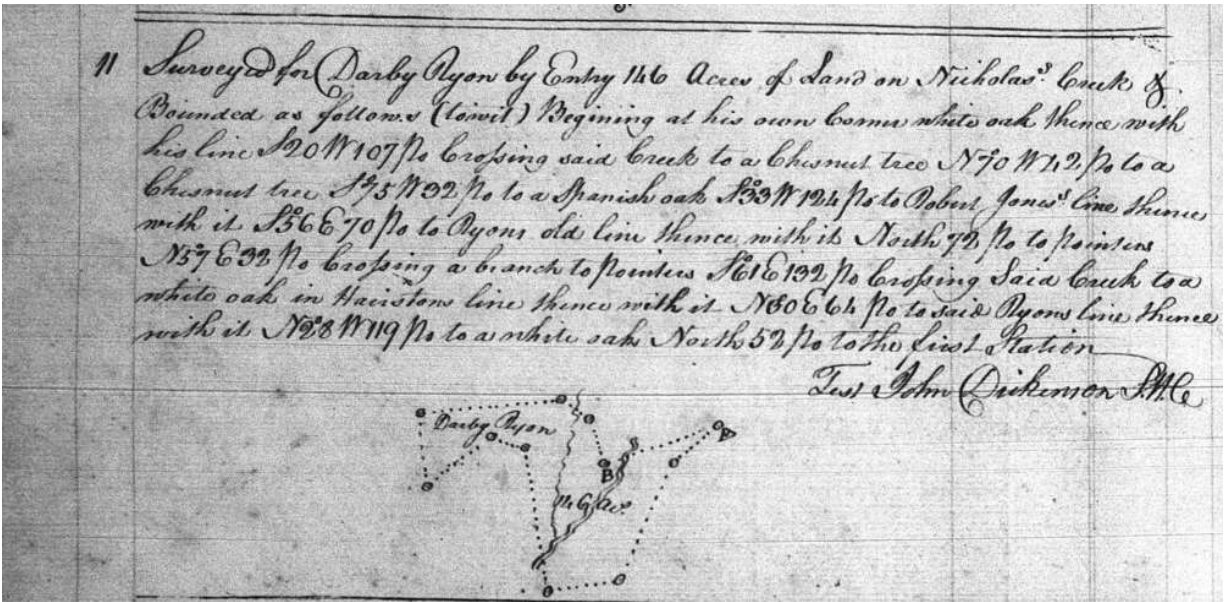 11 Surveyed for Darby Ryon by Entry 146 Acres of Land on Nicholas's Creek &
Bounded as follows (towit) Begining at his own Corner white oak thence with
his line S20W107 po Crossing said Creek to a Chesnut tree N70W42 po to a
Chesnut tree S75W32 po to a Spanish oak S33W124 po to Robert Jones's line thence
with it S56E70 po to Ryons old line thence with it North 72 po to pointers
N57E32 po Crossing a branch to pointers S61E132 po Crossing Said Creek to a
white oak in Hairstons line thence with it N80E64 po to said Ryons line thence
with it N28W119 po to a white oak North 52 po to the first Station
Test John Dickenson S.H.C
Darby Ryon
B
146 Acs.